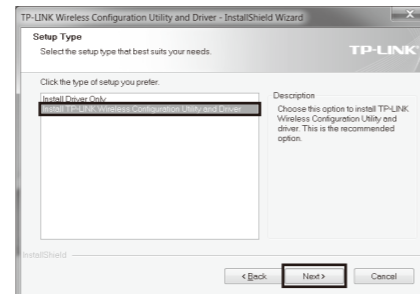 TP-LINK Wireless Configuration Utility and Driver - InstallShield Wizard
X
Setup Type
Select the setup type that best suits your needs.
TP-LINK
Click the type of setup you prefer.
Install Driver Only
Install TP-LINK Wireless Configuration Utility and Driver
Description
Choose this option to install TP-LINK
Wireless Configuration Utility and
driver. This is the recommended
option.
InstallShield
< Back
Next >
Cancel